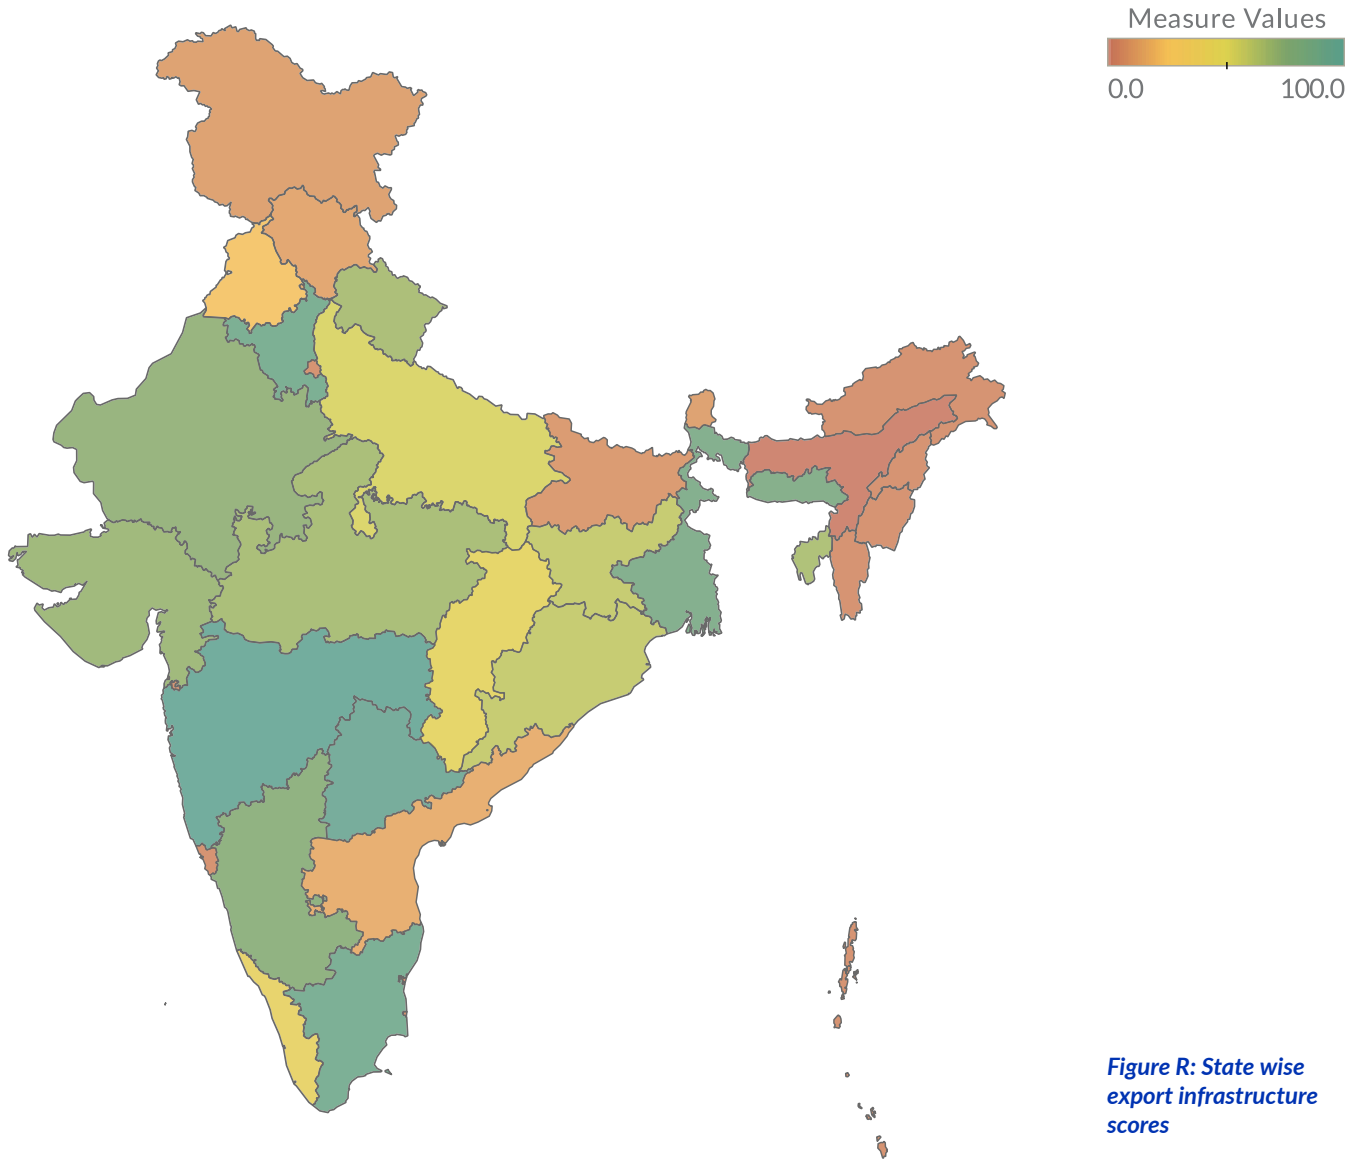 Measure Values
0.0 100.0
Figure R: State wise
export infrastructure
scores